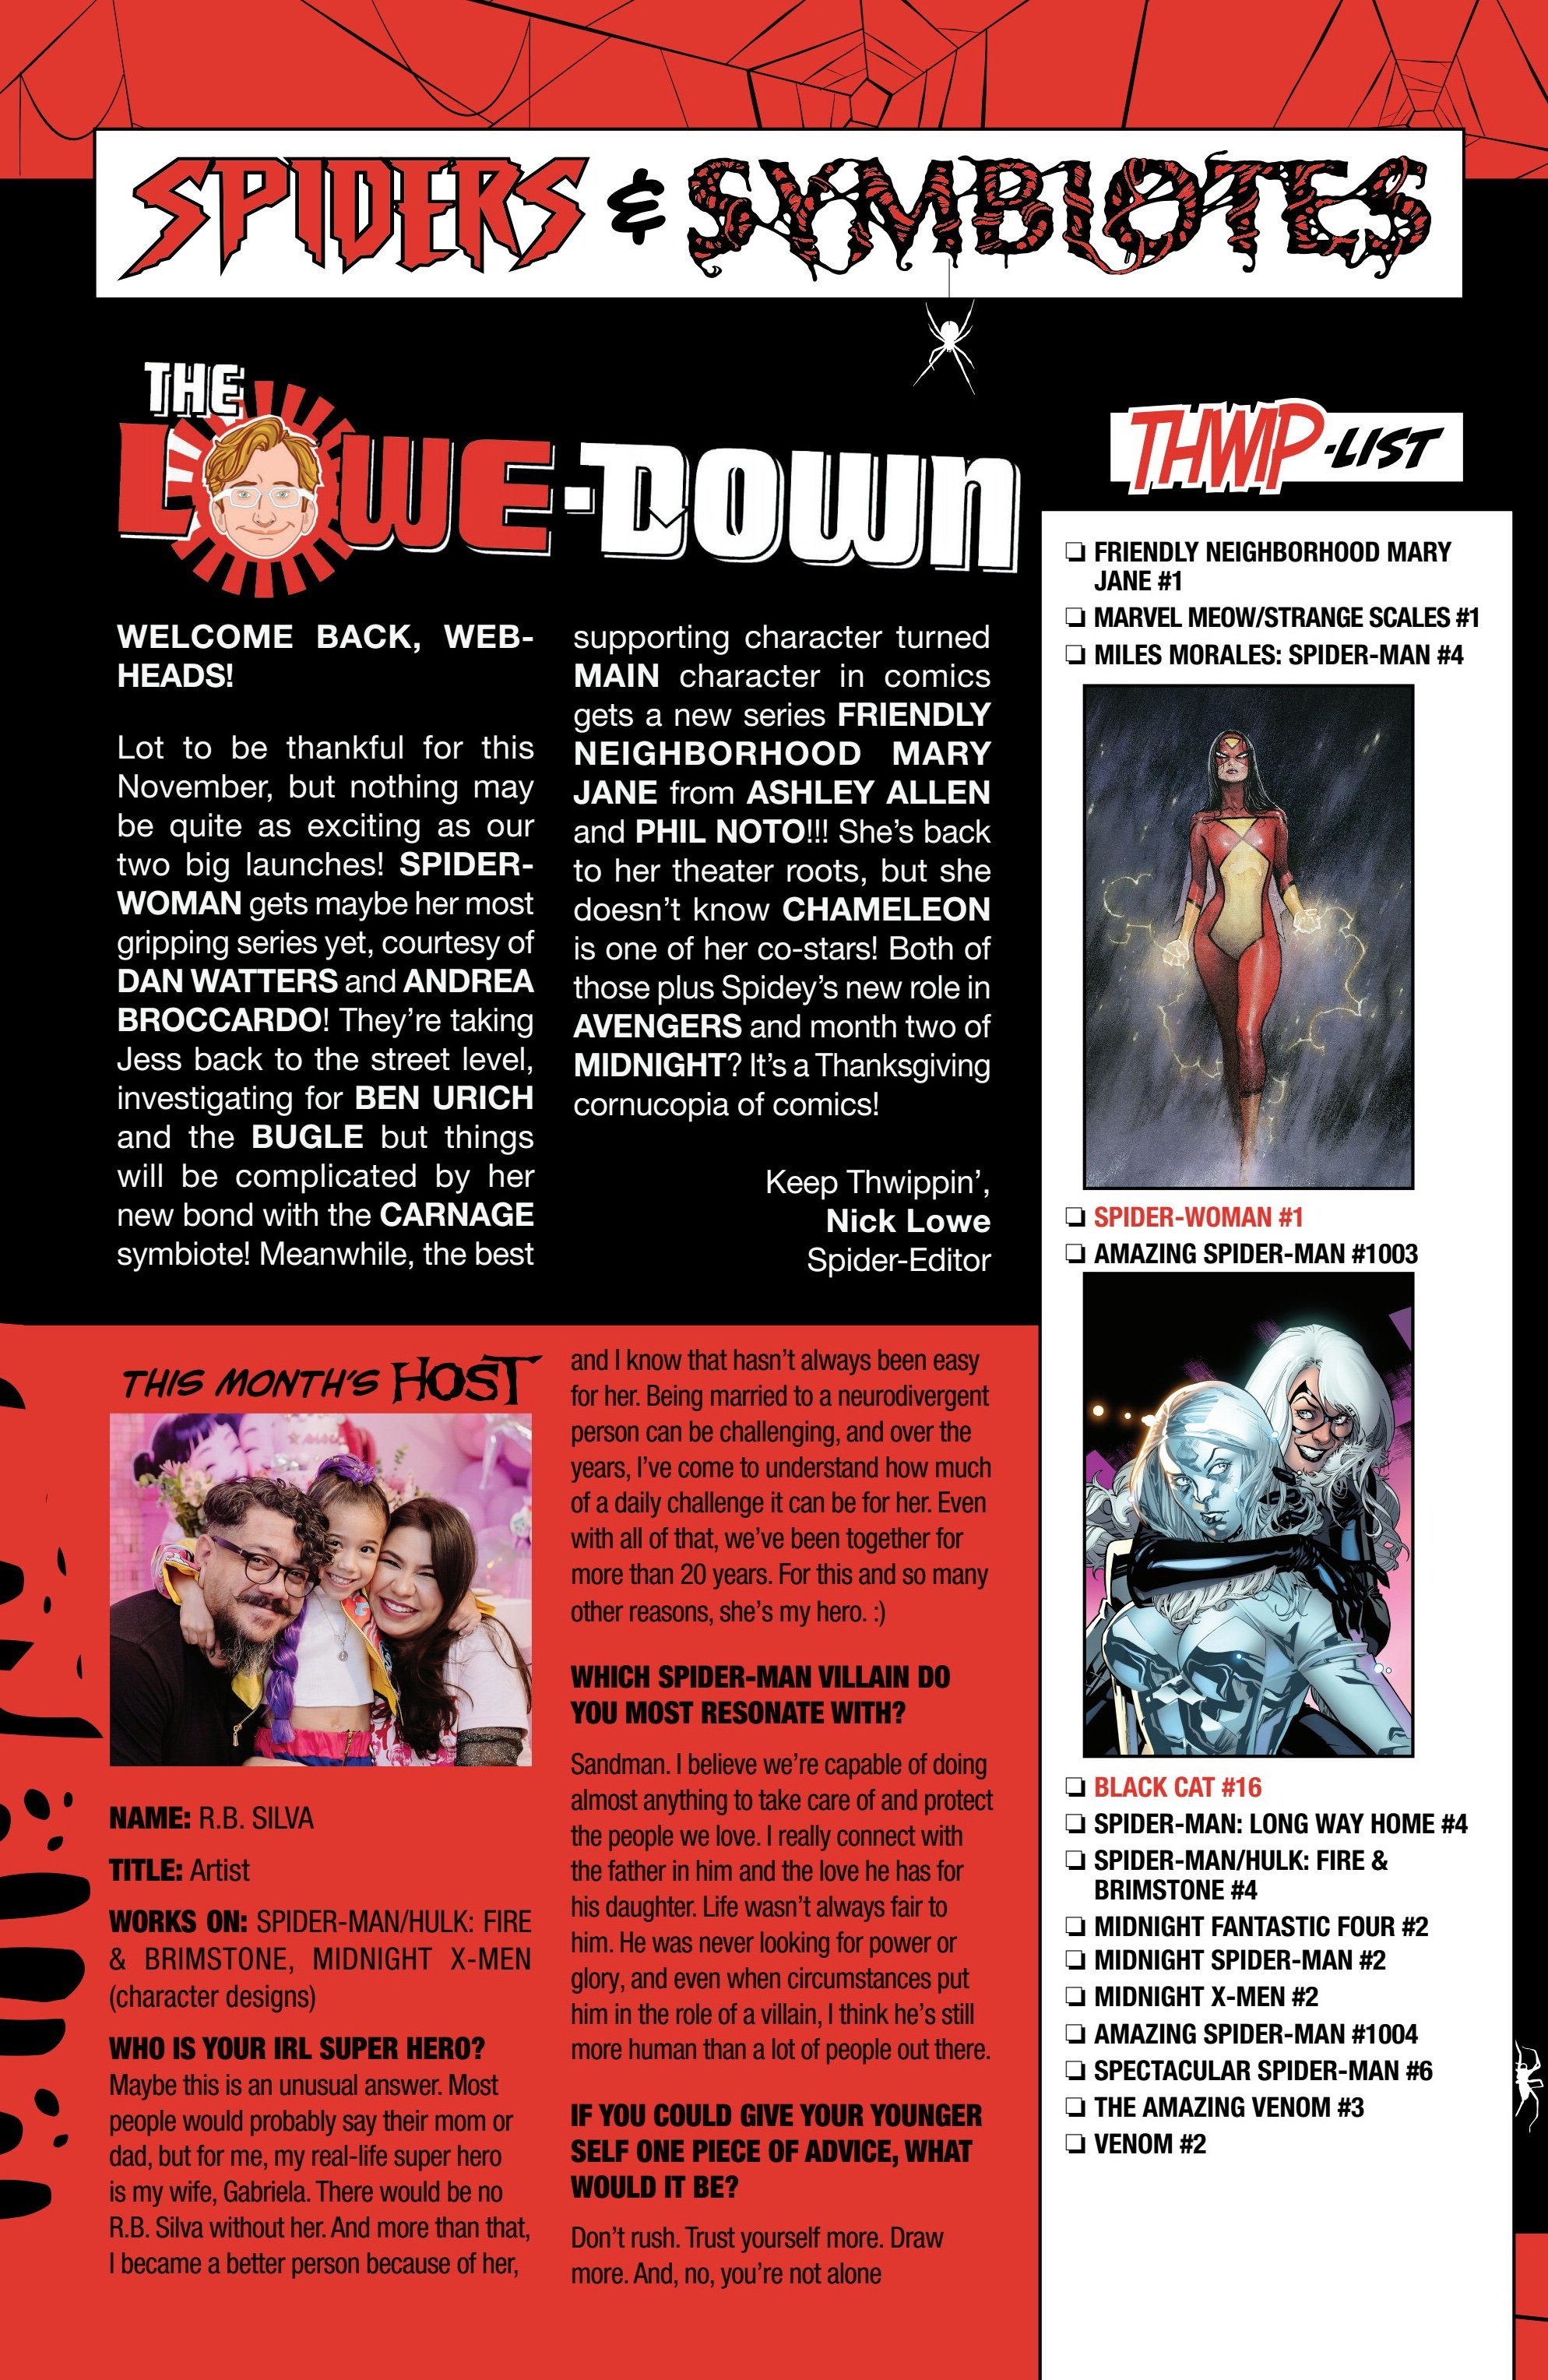 SPIDERS & SYMBIOTES
THE
LOWE-DOWN
WELCOME BACK, WEB-
HEADS!
Lot to be thankful for this
November, but nothing may
be quite as exciting as our
two big launches! SPIDER-
WOMAN gets maybe her most
gripping series yet, courtesy of
DAN WATTERS and ANDREA
BROCCARDO! They're taking
Jess back to the street level,
investigating for BEN URICH
and the BUGLE but things
will be complicated by her
new bond with the CARNAGE
symbiote! Meanwhile, the best
supporting character turned
MAIN character in comics
gets a new series FRIENDLY
NEIGHBORHOOD MARY
JANE from ASHLEY ALLEN
and PHIL NOTO!!! She's back
to her theater roots, but she
doesn't know CHAMELEON
is one of her co-stars! Both of
those plus Spidey's new role in
AVENGERS and month two of
MIDNIGHT? It's a Thanksgiving
cornucopia of comics!
Keep Thwippin',
Nick Lowe
Spider-Editor
THIS MONTH'S HOST
NAME: R.B. SILVA
TITLE: Artist
WORKS ON: SPIDER-MAN/HULK: FIRE
& BRIMSTONE, MIDNIGHT X-MEN
(character designs)
WHO IS YOUR IRL SUPER HERO?
Maybe this is an unusual answer. Most
people would probably say their mom or
dad, but for me, my real-life super hero
is my wife, Gabriela. There would be no
R.B. Silva without her. And more than that,
I became a better person because of her,
and I know that hasn't always been easy
for her. Being married to a neurodivergent
person can be challenging, and over the
years, I've come to understand how much
of a daily challenge it can be for her. Even
with all of that, we've been together for
more than 20 years. For this and so many
other reasons, she's my hero. :)
WHICH SPIDER-MAN VILLAIN DO
YOU MOST RESONATE WITH?
Sandman. I believe we're capable of doing
almost anything to take care of and protect
the people we love. I really connect with
the father in him and the love he has for
his daughter. Life wasn't always fair to
him. He was never looking for power or
glory, and even when circumstances put
him in the role of a villain, I think he's still
more human than a lot of people out there.
IF YOU COULD GIVE YOUR YOUNGER
SELF ONE PIECE OF ADVICE, WHAT
WOULD IT BE?
Don't rush. Trust yourself more. Draw
more. And, no, you're not alone
THWIP-LIST
❏ FRIENDLY NEIGHBORHOOD MARY
JANE #1
❏ MARVEL MEOW/STRANGE SCALES #1
❏ MILES MORALES: SPIDER-MAN #4
❏ SPIDER-WOMAN #1
❏ AMAZING SPIDER-MAN #1003
❏ BLACK CAT #16
❏ SPIDER-MAN: LONG WAY HOME #4
❏ SPIDER-MAN/HULK: FIRE &
BRIMSTONE #4
❏ MIDNIGHT FANTASTIC FOUR #2
❏ MIDNIGHT SPIDER-MAN #2
❏ MIDNIGHT X-MEN #2
❏ AMAZING SPIDER-MAN #1004
❏ SPECTACULAR SPIDER-MAN #6
❏ THE AMAZING VENOM #3
❏ VENOM #2